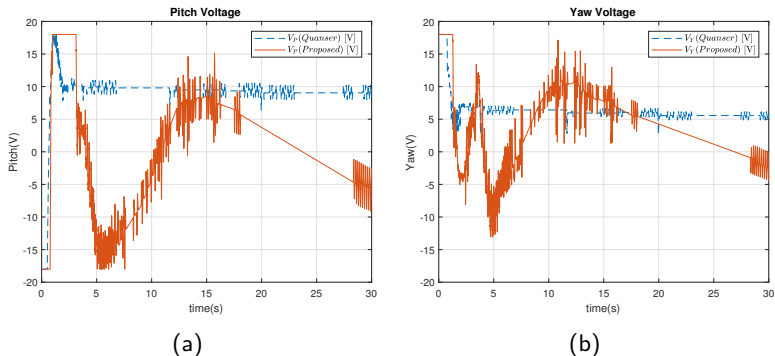 Pitch Voltage
V_P(Quanser) [V]
V_P(Proposed) [V]
20
15
10
5
0
-5
-10
-15
-20
Pitch(V)
0
5
10
15
20
25
30
time(s)
(a)
Yaw Voltage
V_Y(Quanser) [V]
V_Y(Proposed) [V]
20
15
10
5
0
-5
-10
-15
-20
Yaw(V)
0
5
10
15
20
25
30
time(s)
(b)